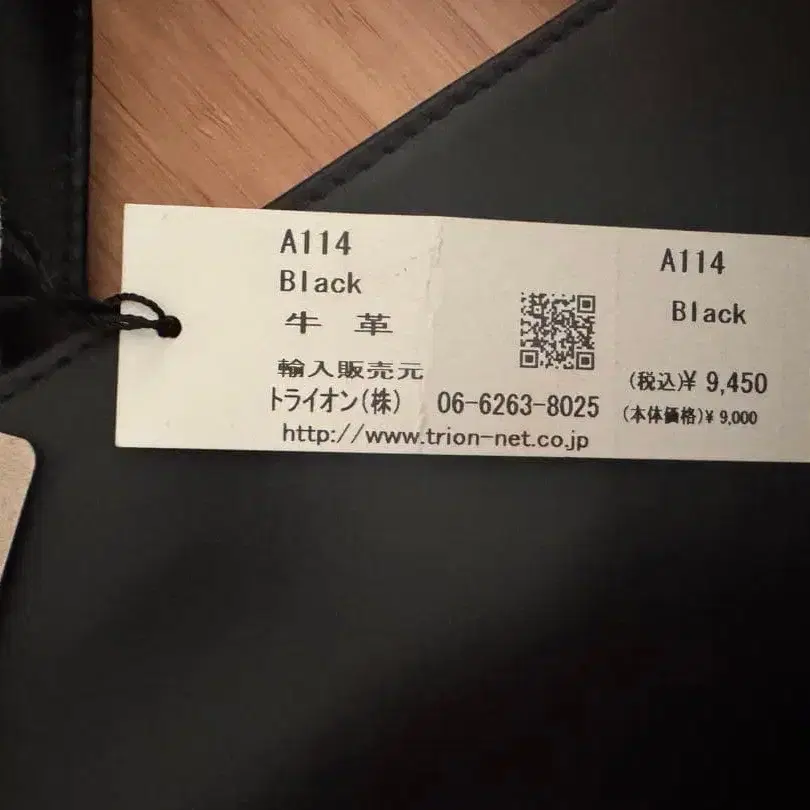 A114
Black
牛 革
輸入販売元
トライオン(株) 06-6263-8025
http://www.trion-net.co.jp
A114
Black
(税込)¥ 9,450
(本体価格)¥ 9,000